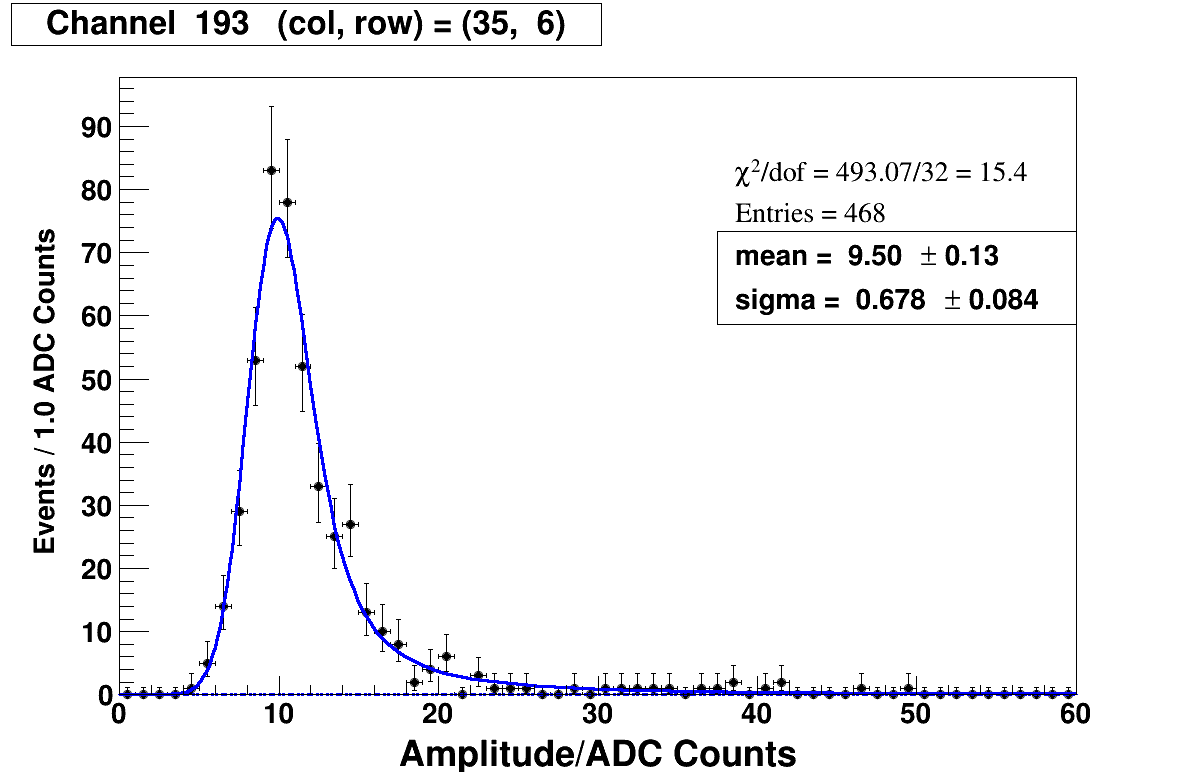 Channel 193 (col, row) = (35, 6)
χ²/dof = 493.07/32 = 15.4
Entries = 468
mean = 9.50 ± 0.13
sigma = 0.678 ± 0.084
Events / 1.0 ADC Counts
90
80
70
60
50
40
30
20
10
0
0 10 20 30 40 50 60
Amplitude/ADC Counts